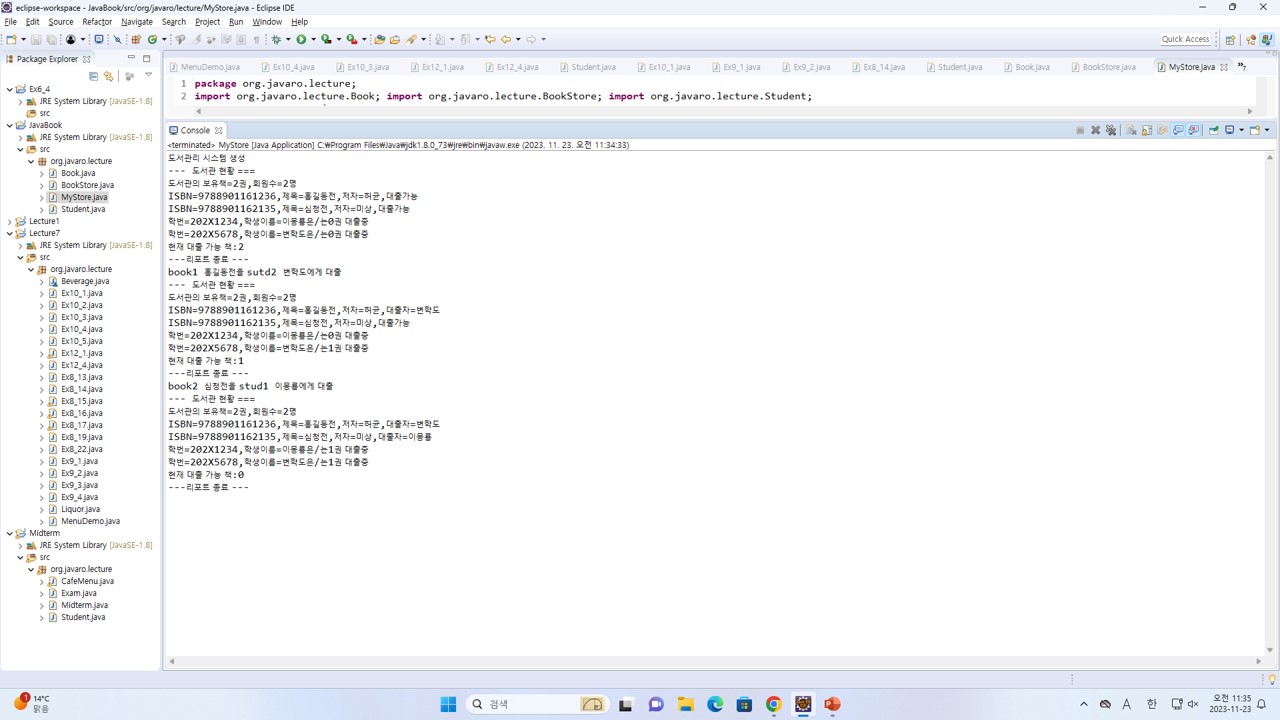 eclipse-workspace - JavaBook/src/org/javaro/lecture/MyStore.java - Eclipse IDE
File Edit Source Refactor Navigate Search Project Run Window Help
Quick Access
Package Explorer
MenuDemo.java Ex10_4.java Ex10_3.java Ex12_1.java Ex12_4.java Student.java Ex10_1.java Ex9_1.java Ex9_2.java Ex8_14.java Student.java Book.java BookStore.java MyStore.java
1 package org.javaro.lecture;
2 import org.javaro.lecture.Book; import org.javaro.lecture.BookStore; import org.javaro.lecture.Student;
Ex6_4
JRE System Library [JavaSE-1.8]
src
JavaBook
JRE System Library [JavaSE-1.8]
src
org.javaro.lecture
Book.java
BookStore.java
MyStore.java
Student.java
Lecture1
Lecture7
JRE System Library [JavaSE-1.8]
src
org.javaro.lecture
Beverage.java
Ex10_1.java
Ex10_2.java
Ex10_3.java
Ex10_4.java
Ex10_5.java
Ex12_1.java
Ex12_4.java
Ex8_13.java
Ex8_14.java
Ex8_15.java
Ex8_16.java
Ex8_17.java
Ex8_19.java
Ex8_22.java
Ex9_1.java
Ex9_2.java
Ex9_3.java
Ex9_4.java
Liquor.java
MenuDemo.java
Midterm
JRE System Library [JavaSE-1.8]
src
org.javaro.lecture
CafeMenu.java
Exam.java
Midterm.java
Student.java
Console
<terminated> MyStore [Java Application] C:₩Program Files₩Java₩jdk1.8.0_73₩jre₩bin₩javaw.exe (2023. 11. 23. 오전 11:34:33)
도서관리 시스템 생성
--- 도서관 현황 ===
도서관의 보유책=2권,회원수=2명
ISBN=9788901161236,제목=홍길동전,저자=허균,대출가능
ISBN=9788901162135,제목=심청전,저자=미상,대출가능
학번=202X1234,학생이름=이몽룡은/는0권 대출중
학번=202X5678,학생이름=변학도은/는0권 대출중
현재 대출 가능 책:2
---리포트 종료 ---
book1 홍길동전을 sutd2 변학도에게 대출
--- 도서관 현황 ===
도서관의 보유책=2권,회원수=2명
ISBN=9788901161236,제목=홍길동전,저자=허균,대출자=변학도
ISBN=9788901162135,제목=심청전,저자=미상,대출가능
학번=202X1234,학생이름=이몽룡은/는0권 대출중
학번=202X5678,학생이름=변학도은/는1권 대출중
현재 대출 가능 책:1
---리포트 종료 ---
book2 심청전을 stud1 이몽룡에게 대출
--- 도서관 현황 ===
도서관의 보유책=2권,회원수=2명
ISBN=9788901161236,제목=홍길동전,저자=허균,대출자=변학도
ISBN=9788901162135,제목=심청전,저자=미상,대출자=이몽룡
학번=202X1234,학생이름=이몽룡은/는1권 대출중
학번=202X5678,학생이름=변학도은/는1권 대출중
현재 대출 가능 책:0
---리포트 종료 ---
1
14°C
맑음
검색
A 한
오전 11:35
2023-11-23